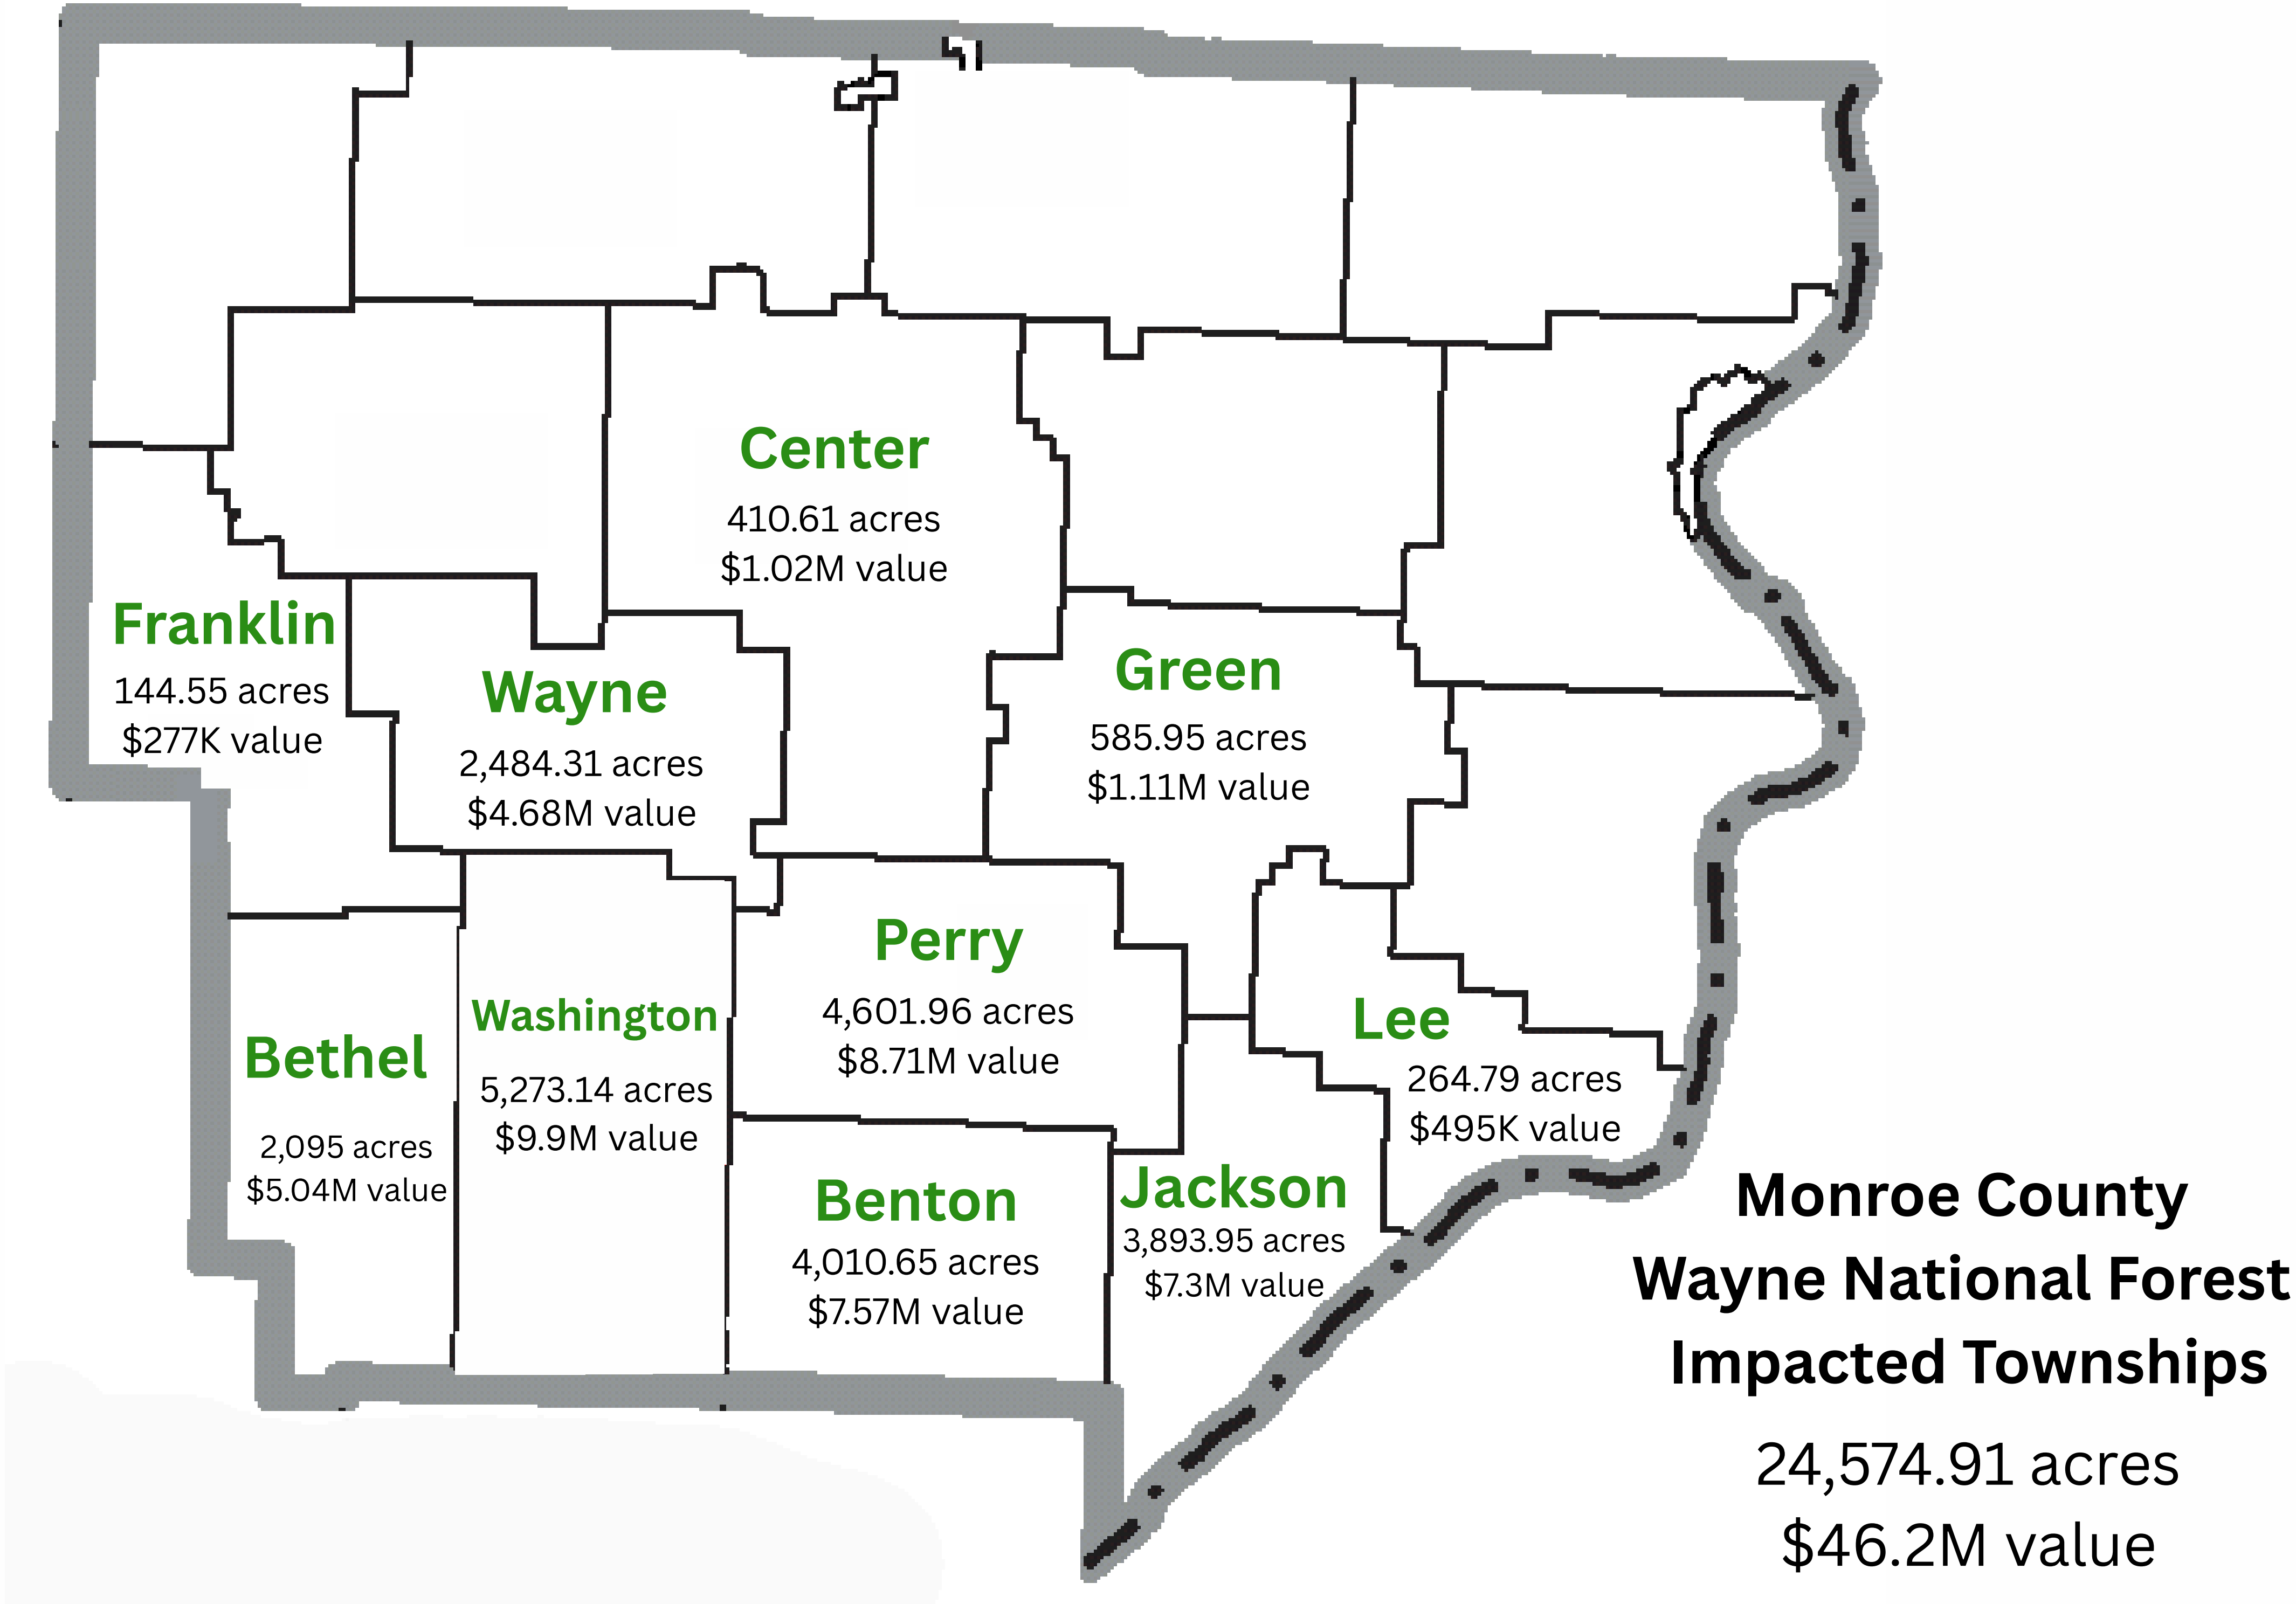 Center
410.61 acres
$1.02M value
Franklin
144.55 acres
$277K value
Wayne
2,484.31 acres
$4.68M value
Green
585.95 acres
$1.11M value
Bethel
2,095 acres
$5.04M value
Washington
5,273.14 acres
$9.9M value
Perry
4,601.96 acres
$8.71M value
Lee
264.79 acres
$495K value
Benton
4,010.65 acres
$7.57M value
Jackson
3,893.95 acres
$7.3M value
Monroe County
Wayne National Forest
Impacted Townships
24,574.91 acres
$46.2M value